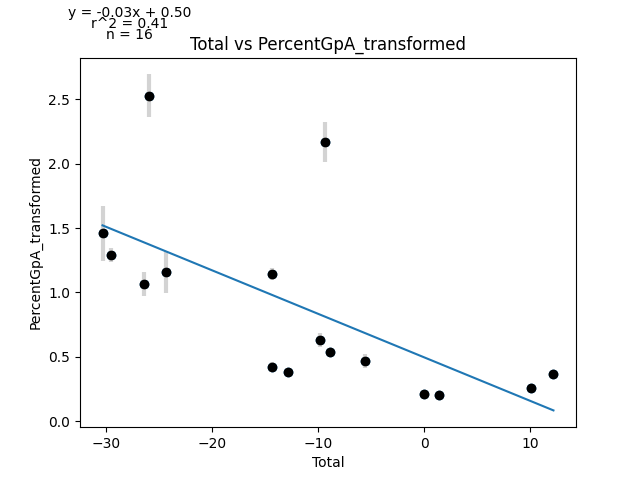 y = -0.03x + 0.50
r^2 = 0.41
n = 16
Total vs PercentGpA_transformed
2.5
2.0
1.5
1.0
0.5
0.0
PercentGpA_transformed
−30
−20
−10
0
10
Total